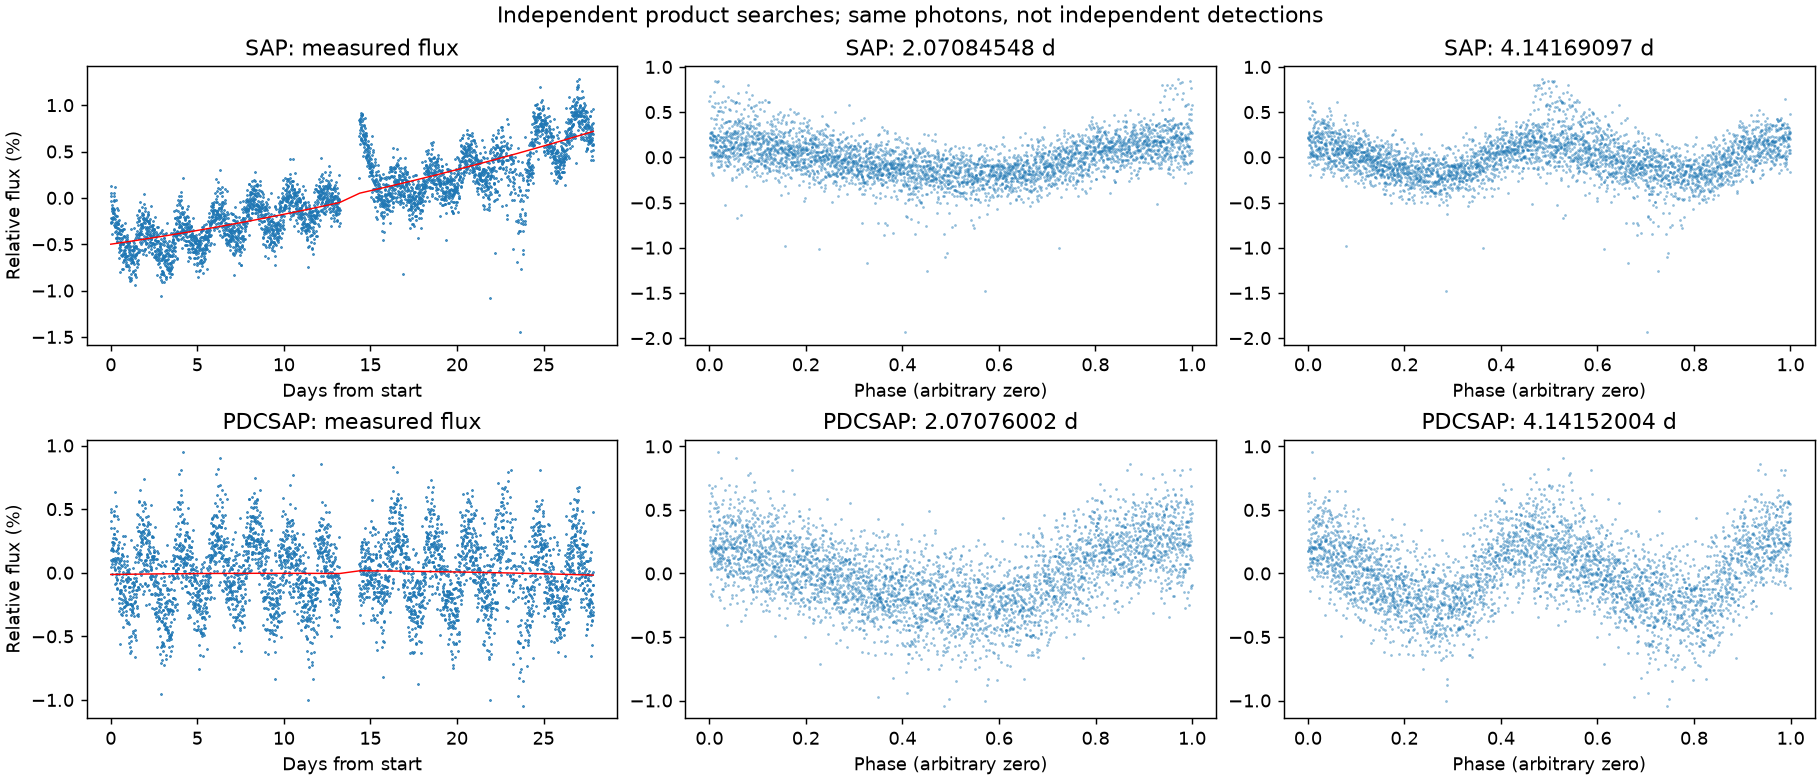 Independent product searches; same photons, not independent detections
SAP: measured flux
SAP: 2.07084548 d
SAP: 4.14169097 d
Relative flux (%)
1.0
0.5
0.0
−0.5
−1.0
−1.5
0 5 10 15 20 25
Days from start
1.0
0.5
0.0
−0.5
−1.0
−1.5
−2.0
0.0 0.2 0.4 0.6 0.8 1.0
Phase (arbitrary zero)
1.0
0.5
0.0
−0.5
−1.0
−1.5
−2.0
0.0 0.2 0.4 0.6 0.8 1.0
Phase (arbitrary zero)
PDCSAP: measured flux
PDCSAP: 2.07076002 d
PDCSAP: 4.14152004 d
Relative flux (%)
1.0
0.5
0.0
−0.5
−1.0
0 5 10 15 20 25
Days from start
1.0
0.5
0.0
−0.5
−1.0
0.0 0.2 0.4 0.6 0.8 1.0
Phase (arbitrary zero)
1.0
0.5
0.0
−0.5
−1.0
0.0 0.2 0.4 0.6 0.8 1.0
Phase (arbitrary zero)